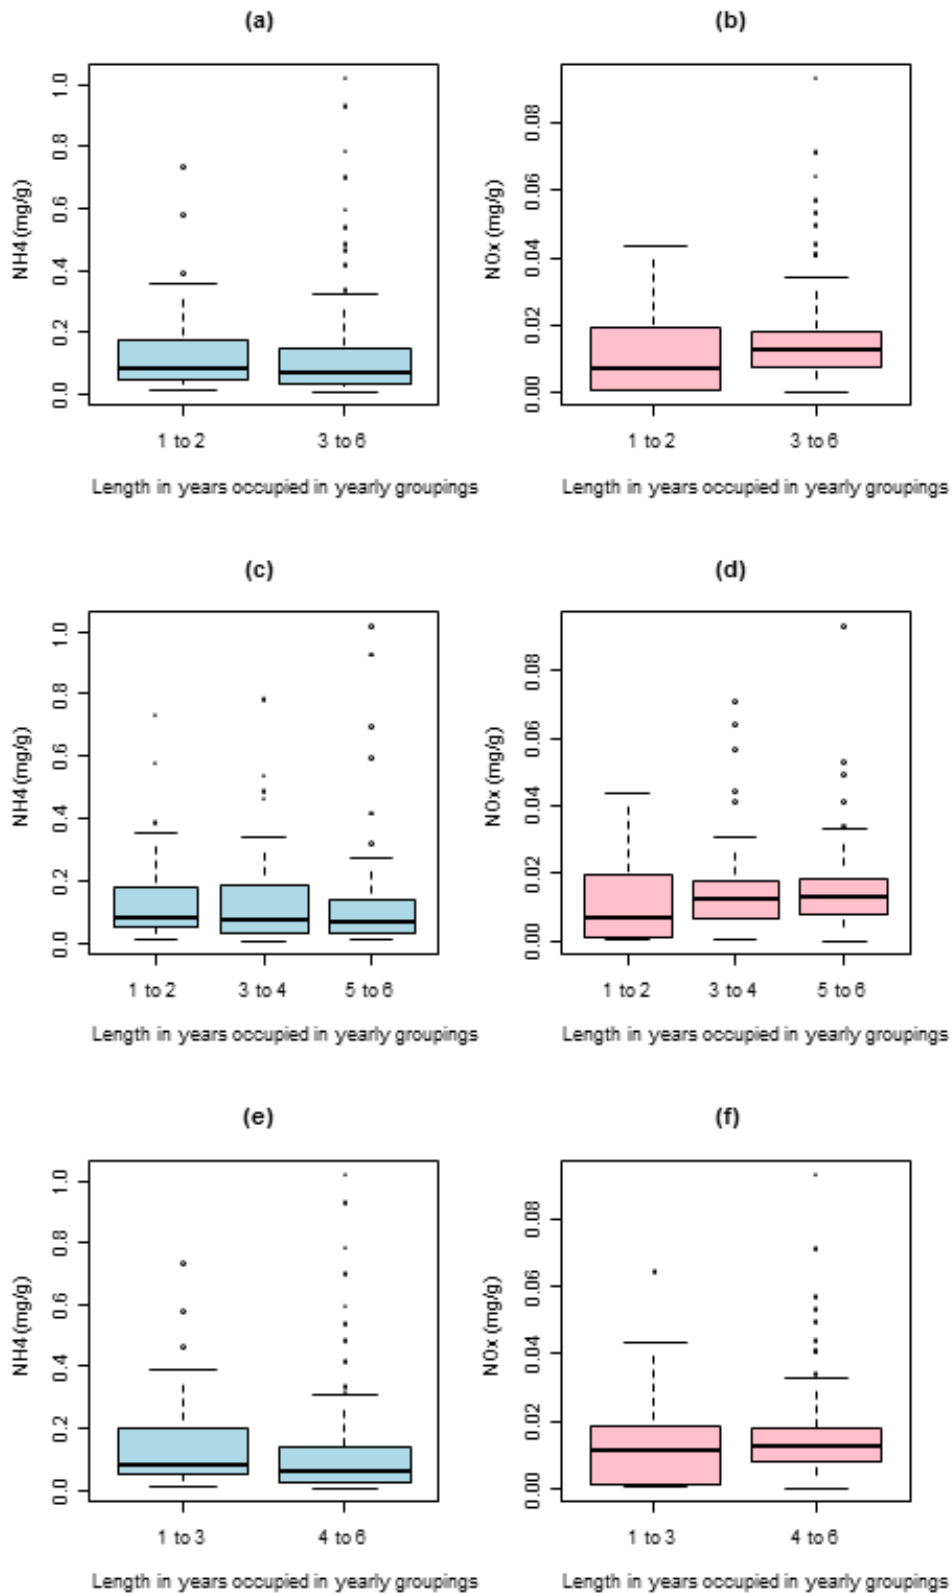 (a)
NH4 (mg/g)
1.0
0.8
0.6
0.4
0.2
0.0
1 to 2
3 to 6
Length in years occupied in yearly groupings
(b)
NOx (mg/g)
0.08
0.06
0.04
0.02
0.00
1 to 2
3 to 6
Length in years occupied in yearly groupings
(c)
NH4 (mg/g)
1.0
0.8
0.6
0.4
0.2
0.0
1 to 2
3 to 4
5 to 6
Length in years occupied in yearly groupings
(d)
NOx (mg/g)
0.08
0.06
0.04
0.02
0.00
1 to 2
3 to 4
5 to 6
Length in years occupied in yearly groupings
(e)
NH4 (mg/g)
1.0
0.8
0.6
0.4
0.2
0.0
1 to 3
4 to 6
Length in years occupied in yearly groupings
(f)
NOx (mg/g)
0.08
0.06
0.04
0.02
0.00
1 to 3
4 to 6
Length in years occupied in yearly groupings